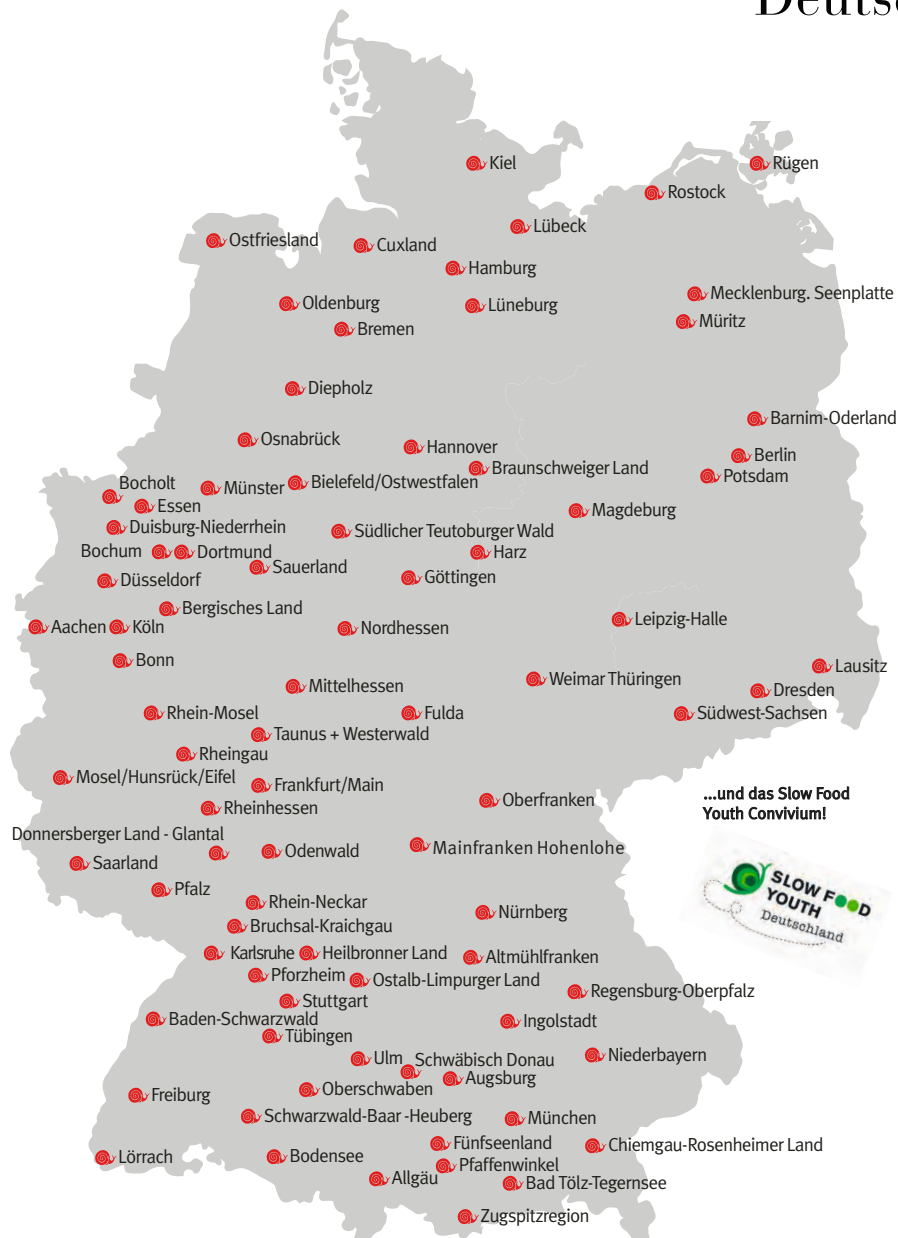 Deutsc
Kiel
Rügen
Rostock
Lübeck
Ostfriesland
Cuxland
Hamburg
Mecklenburg. Seenplatte
Oldenburg
Lüneburg
Müritz
Bremen
Diepholz
Barnim-Oderland
Osnabrück
Hannover
Berlin
Braunschweiger Land
Potsdam
Bocholt
Münster
Bielefeld/Ostwestfalen
Essen
Magdeburg
Duisburg-Niederrhein
Südlicher Teutoburger Wald
Bochum
Dortmund
Harz
Sauerland
Düsseldorf
Göttingen
Bergisches Land
Leipzig-Halle
Aachen
Köln
Nordhessen
Bonn
Lausitz
Weimar Thüringen
Mittelhessen
Dresden
Rhein-Mosel
Fulda
Südwest-Sachsen
Taunus + Westerwald
Rheingau
Mosel/Hunsrück/Eifel
Frankfurt/Main
...und das Slow Food
Youth Convivium!
Oberfranken
Rheinhessen
Donnersberger Land - Glantal
Odenwald
Mainfranken Hohenlohe
Saarland
SLOW FOOD
YOUTH
Deutschland
Pfalz
Rhein-Neckar
Nürnberg
Bruchsal-Kraichgau
Karlsruhe
Heilbronner Land
Altmühlfranken
Pforzheim
Ostalb-Limpurger Land
Regensburg-Oberpfalz
Stuttgart
Baden-Schwarzwald
Ingolstadt
Tübingen
Ulm
Schwäbisch Donau
Niederbayern
Augsburg
Freiburg
Oberschwaben
Schwarzwald-Baar -Heuberg
München
Fünfseenland
Chiemgau-Rosenheimer Land
Lörrach
Bodensee
Pfaffenwinkel
Allgäu
Bad Tölz-Tegernsee
Zugspitzregion